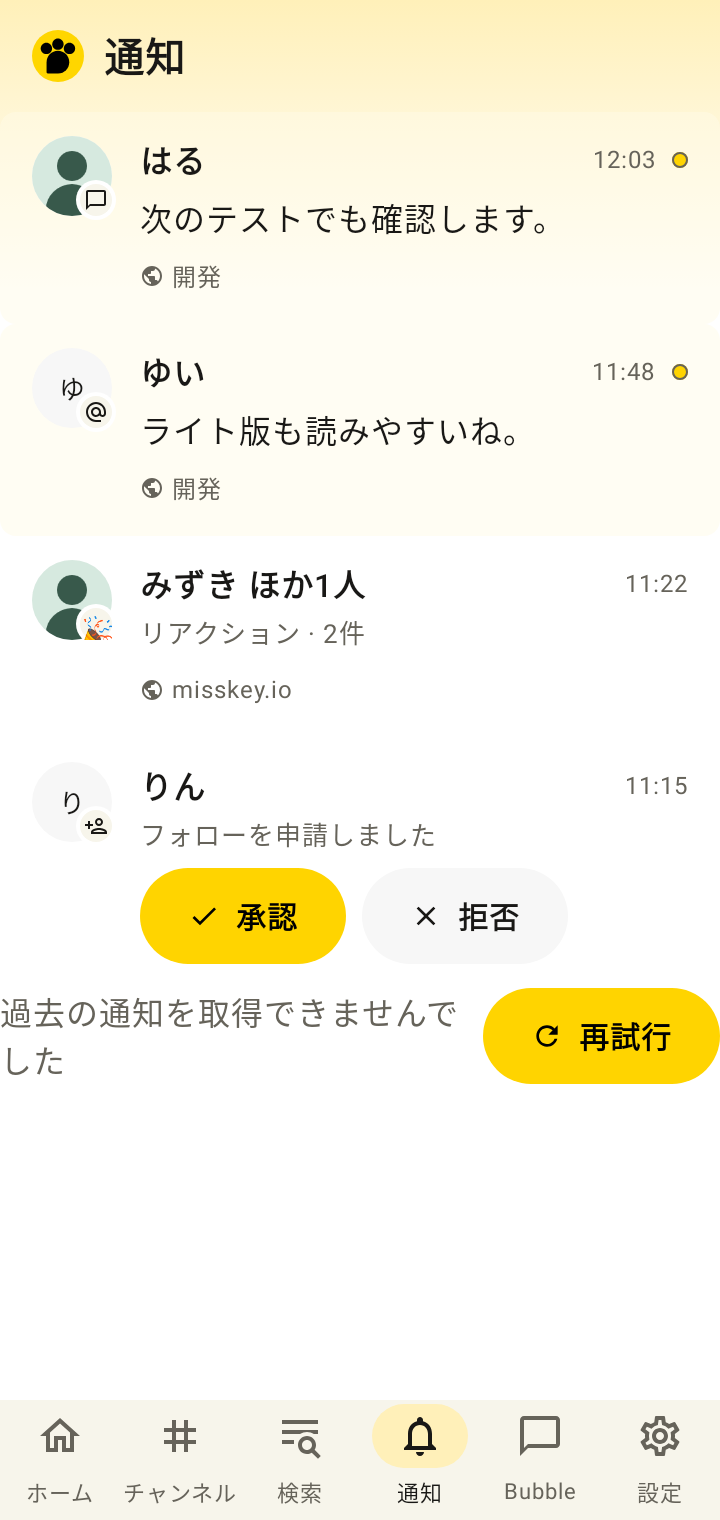 通知
はる 12:03
次のテストでも確認します。
開発
ゆ ゆい 11:48
ライト版も読みやすいね。
開発
みずき ほか1人 11:22
リアクション · 2件
misskey.io
り りん 11:15
フォローを申請しました
承認 拒否
過去の通知を取得できませんで
した
再試行
ホーム チャンネル 検索 通知 Bubble 設定